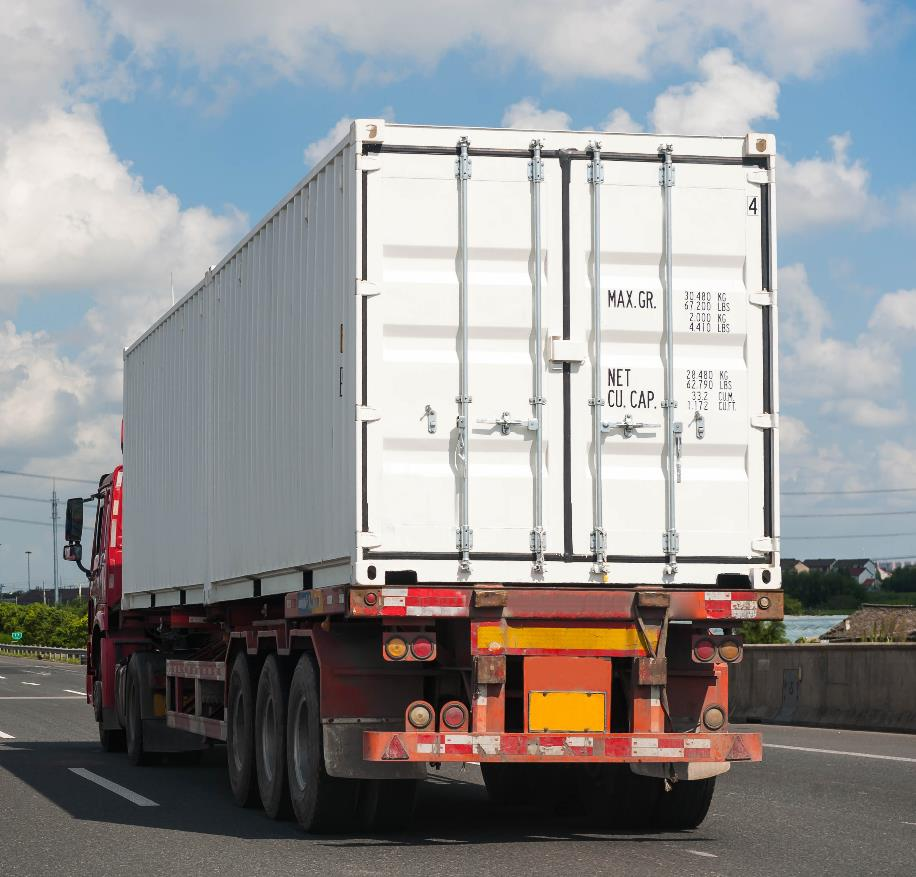 4
MAX.GR. 30.480 KG
67.200 LBS
2.000 KG
4.410 LBS
NET 28.480 KG
62.790 LBS
CU. CAP. 33.2 CU.M.
1.172 CU.FT.
E